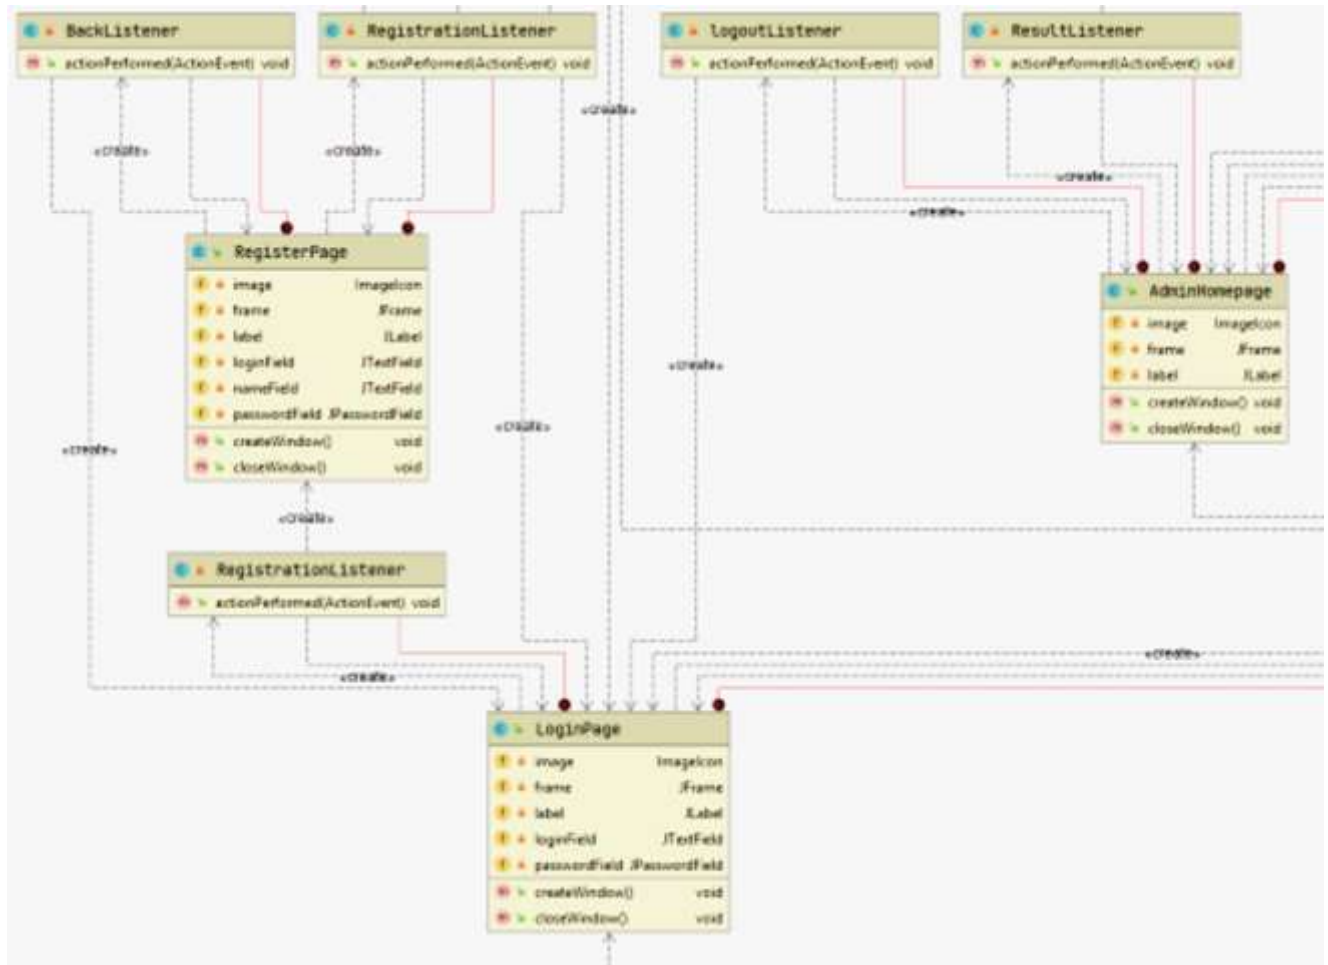 BackListener
actionPerformed(ActionEvent) void
RegistrationListener
actionPerformed(ActionEvent) void
logoutListener
actionPerformed(ActionEvent) void
ResultListener
actionPerformed(ActionEvent) void
«create»
«create»
«create»
«create»
«create»
RegisterPage
image ImageIcon
frame JFrame
label JLabel
loginField JTextField
nameField JTextField
passwordField JPasswordField
createWindow() void
closeWindow() void
AdminHomepage
image ImageIcon
frame JFrame
label JLabel
createWindow() void
closeWindow() void
«create»
«create»
«create»
«create»
RegistrationListener
actionPerformed(ActionEvent) void
«create»
«create»
LoginPage
image ImageIcon
frame JFrame
label JLabel
loginField JTextField
passwordField JPasswordField
createWindow() void
closeWindow() void